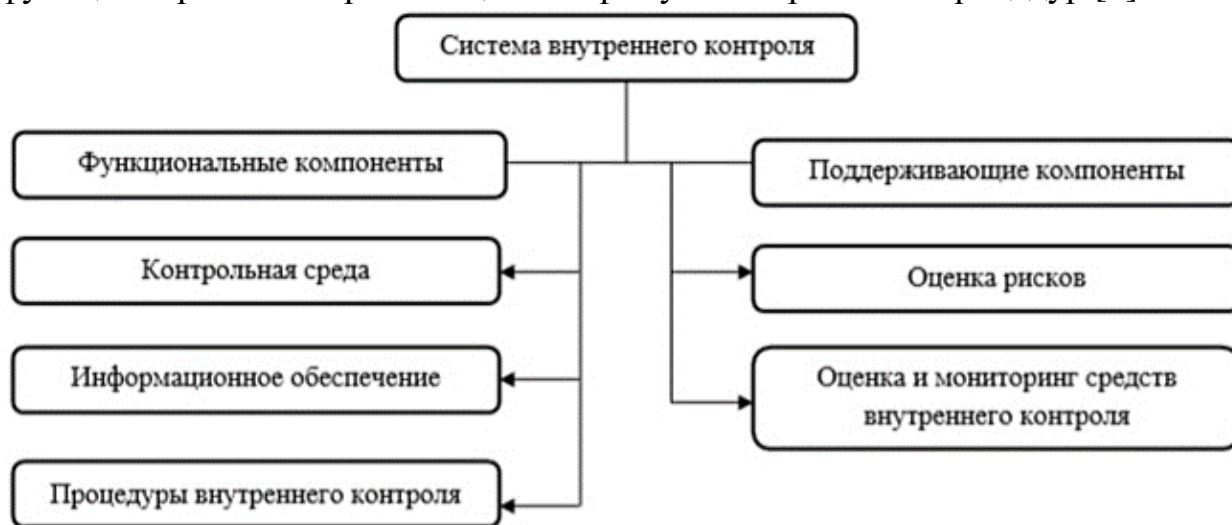 Система внутреннего контроля
Функциональные компоненты
Поддерживающие компоненты
Контрольная среда
Оценка рисков
Информационное обеспечение
Оценка и мониторинг средств
внутреннего контроля
Процедуры внутреннего контроля